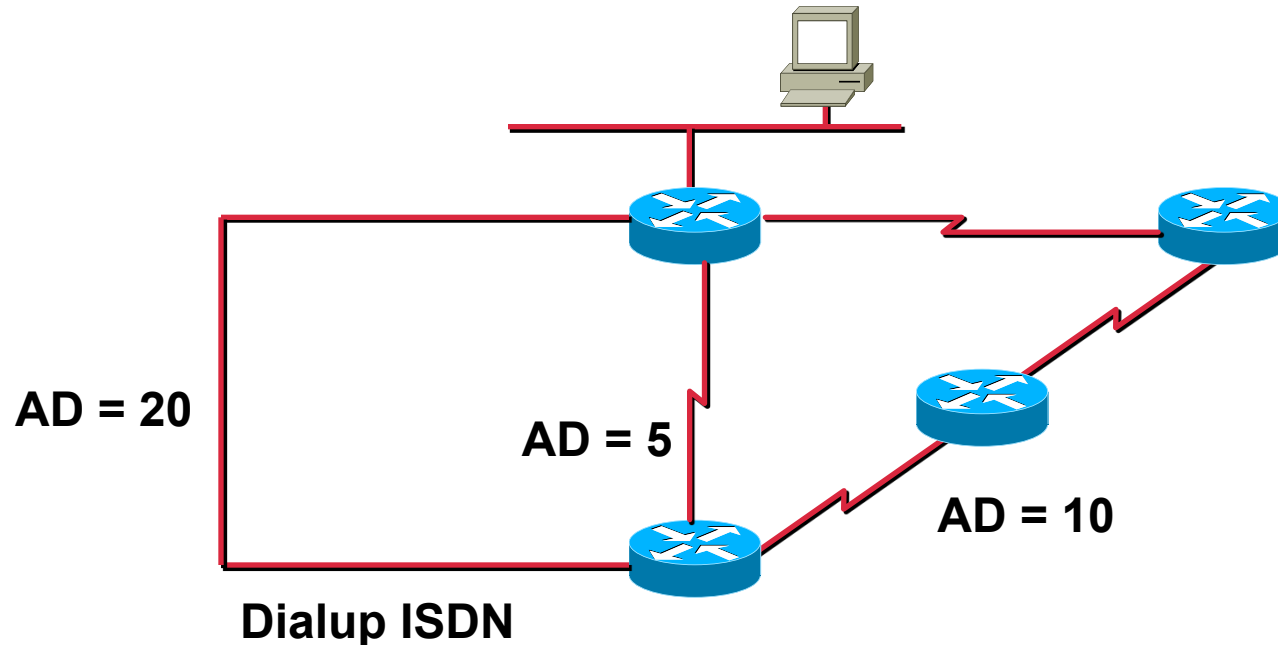 AD = 20
AD = 5
AD = 10
Dialup ISDN